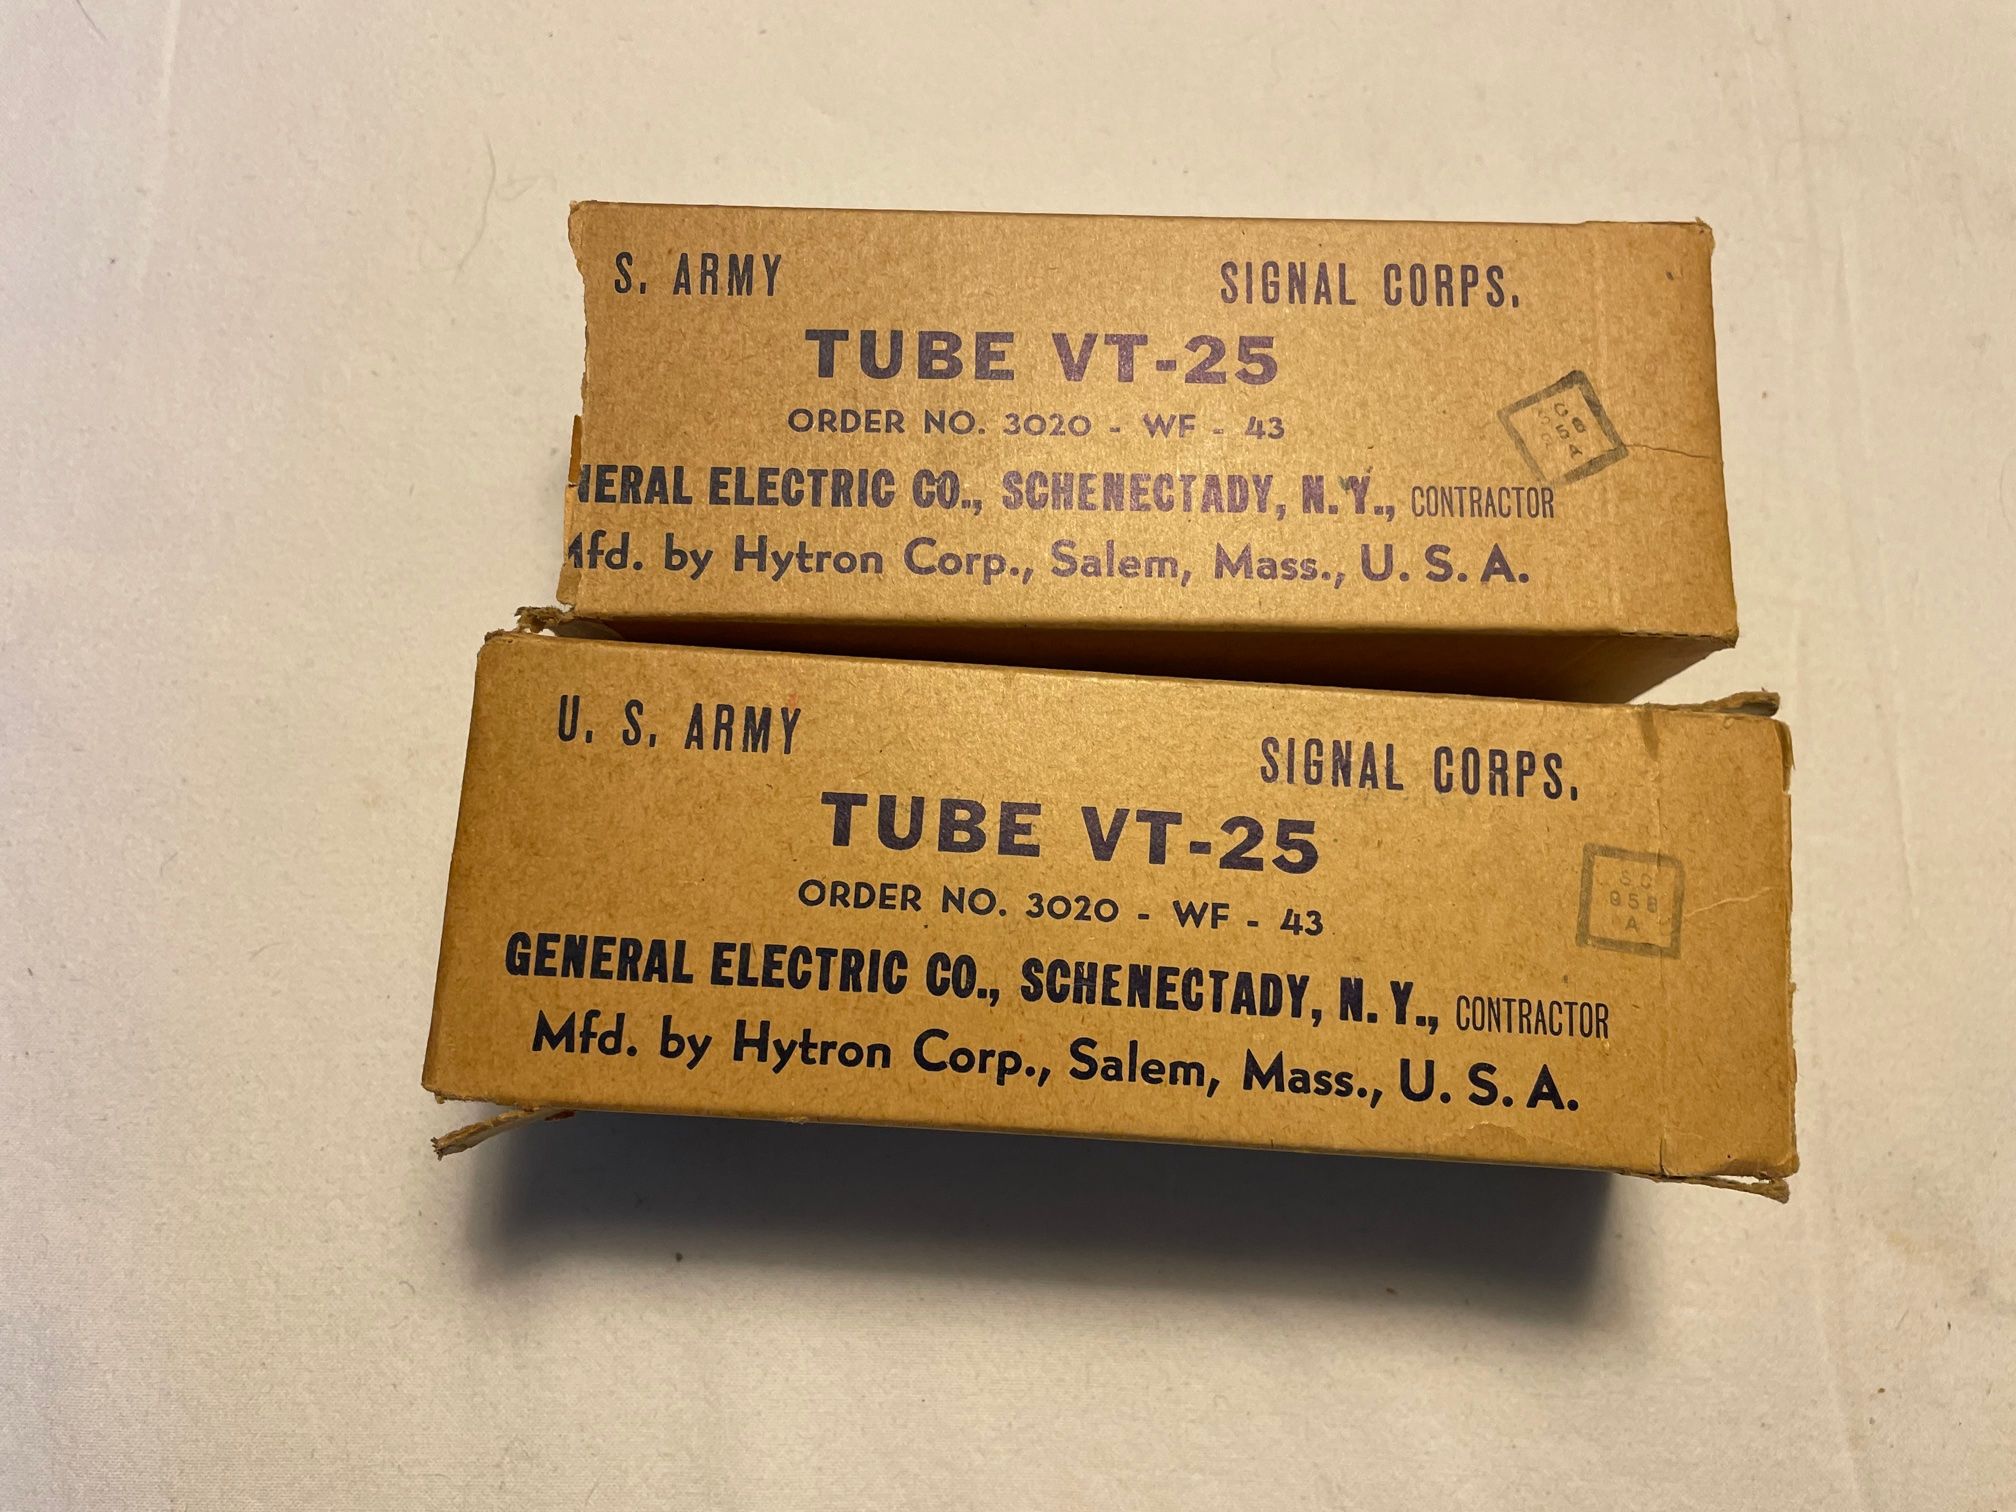 S. ARMY SIGNAL CORPS.
TUBE VT-25
ORDER NO. 3020 - WF - 43
NERAL ELECTRIC CO., SCHENECTADY, N.Y., CONTRACTOR
Mfd. by Hytron Corp., Salem, Mass., U. S. A.
U. S. ARMY SIGNAL CORPS.
TUBE VT-25
ORDER NO. 3020 - WF - 43
GENERAL ELECTRIC CO., SCHENECTADY, N. Y., CONTRACTOR
Mfd. by Hytron Corp., Salem, Mass., U. S. A.
SC
95B
A